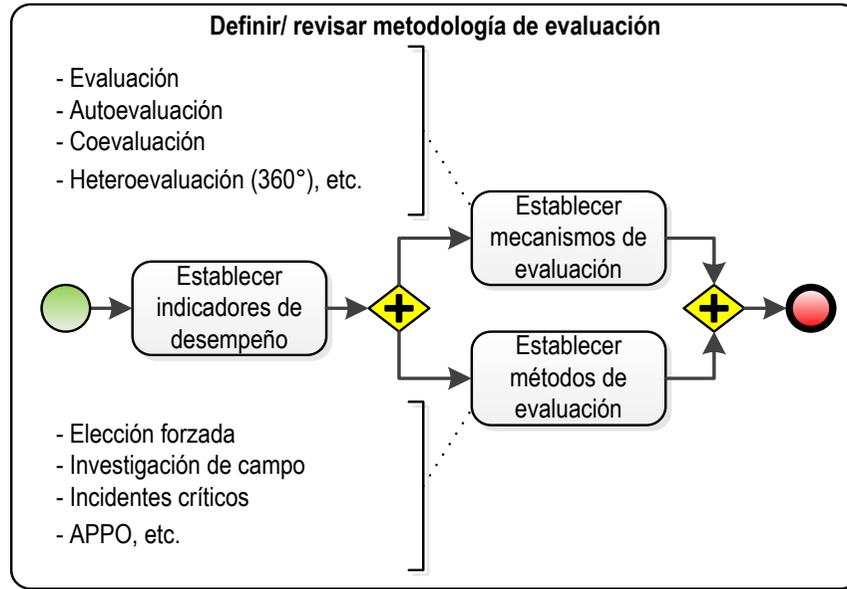 Definir/ revisar metodología de evaluación
- Evaluación
- Autoevaluación
- Coevaluación
- Heteroevaluación (360°), etc.
Establecer
mecanismos de
evaluación
Establecer
indicadores de
desempeño
Establecer
métodos de
evaluación
- Elección forzada
- Investigación de campo
- Incidentes críticos
- APPO, etc.